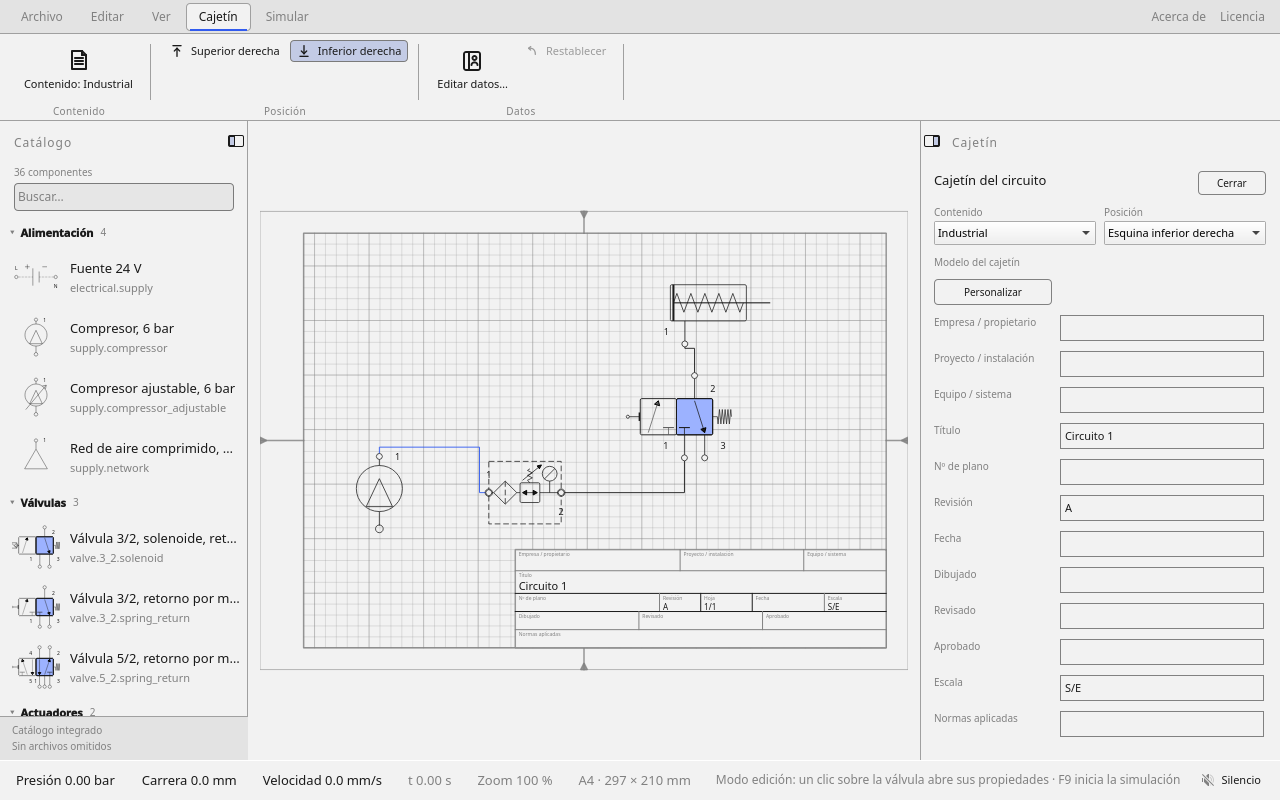 Archivo Editar Ver Cajetín Simular Acerca de Licencia
Contenido: Industrial
Superior derecha Inferior derecha
Editar datos...
Restablecer
Contenido Posición Datos
Catálogo
36 componentes
Buscar...
Alimentación 4
Fuente 24 V
electrical.supply
Compresor, 6 bar
supply.compressor
Compresor ajustable, 6 bar
supply.compressor_adjustable
Red de aire comprimido, ...
supply.network
Válvulas 3
Válvula 3/2, solenoide, ret...
valve.3_2.solenoid
Válvula 3/2, retorno por m...
valve.3_2.spring_return
Válvula 5/2, retorno por m...
valve.5_2.spring_return
Actuadores 2
Catálogo integrado
Sin archivos omitidos
1
2
1 3
1
1
2
Empresa / propietario Proyecto / instalación Equipo / sistema
Título
Circuito 1
Nº de plano Revisión Hoja Fecha Escala
A 1/1 S/E
Dibujado Revisado Aprobado
Normas aplicadas
Cajetín
Cajetín del circuito Cerrar
Contenido Posición
Industrial Esquina inferior derecha
Modelo del cajetín
Personalizar
Empresa / propietario
Proyecto / instalación
Equipo / sistema
Título Circuito 1
Nº de plano
Revisión A
Fecha
Dibujado
Revisado
Aprobado
Escala S/E
Normas aplicadas
Presión 0.00 bar Carrera 0.0 mm Velocidad 0.0 mm/s t 0.00 s Zoom 100 % A4 · 297 × 210 mm Modo edición: un clic sobre la válvula abre sus propiedades · F9 inicia la simulación Silencio